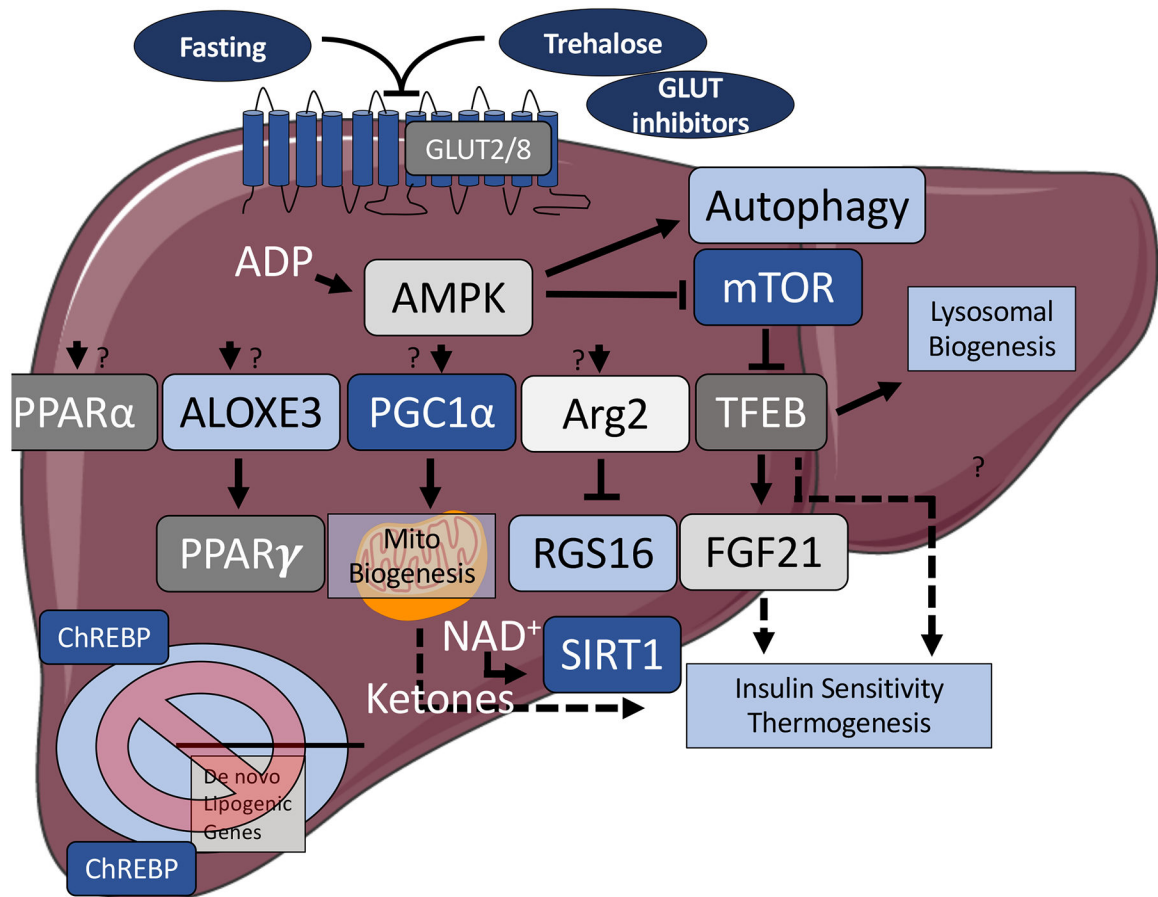 Fasting
Trehalose
GLUT
inhibitors
GLUT2/8
Autophagy
ADP
AMPK
mTOR
Lysosomal
Biogenesis
?
?
?
?
PPARα
ALOXE3
PGC1α
Arg2
TFEB
?
PPARγ
Mito
Biogenesis
RGS16
FGF21
ChREBP
NAD⁺
SIRT1
Ketones
Insulin Sensitivity
Thermogenesis
De novo
Lipogenic
Genes
ChREBP